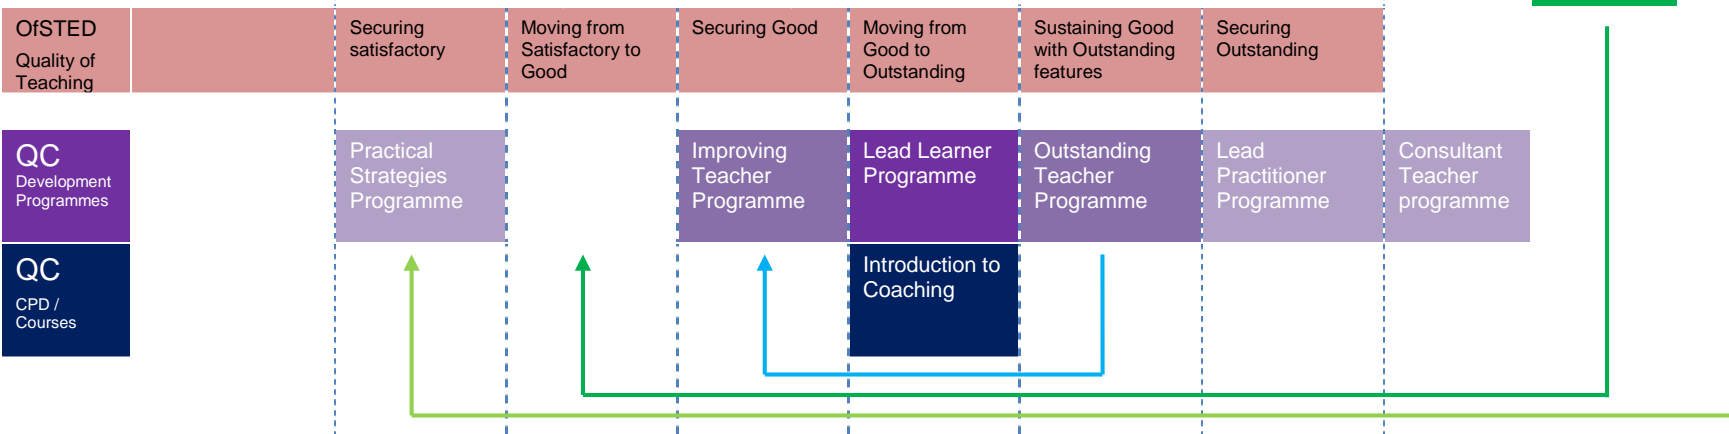 OfSTED
Quality of
Teaching
Securing
satisfactory
Moving from
Satisfactory to
Good
Securing Good
Moving from
Good to
Outstanding
Sustaining Good
with Outstanding
features
Securing
Outstanding
QC
Development
Programmes
Practical
Strategies
Programme
Improving
Teacher
Programme
Lead Learner
Programme
Outstanding
Teacher
Programme
Lead
Practitioner
Programme
Consultant
Teacher
programme
QC
CPD /
Courses
Introduction to
Coaching